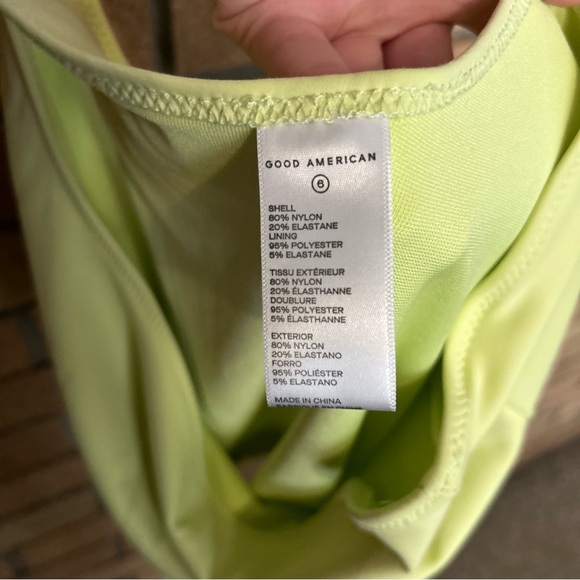 GOOD AMERICAN
6
SHELL
80% NYLON
20% ELASTANE
LINING
95% POLYESTER
5% ELASTANE
TISSU EXTÉRIEUR
80% NYLON
20% ÉLASTHANNE
DOUBLURE
95% POLYESTER
5% ÉLASTHANNE
EXTERIOR
80% NYLON
20% ELASTANO
FORRO
95% POLIÉSTER
5% ELASTANO
MADE IN CHINA